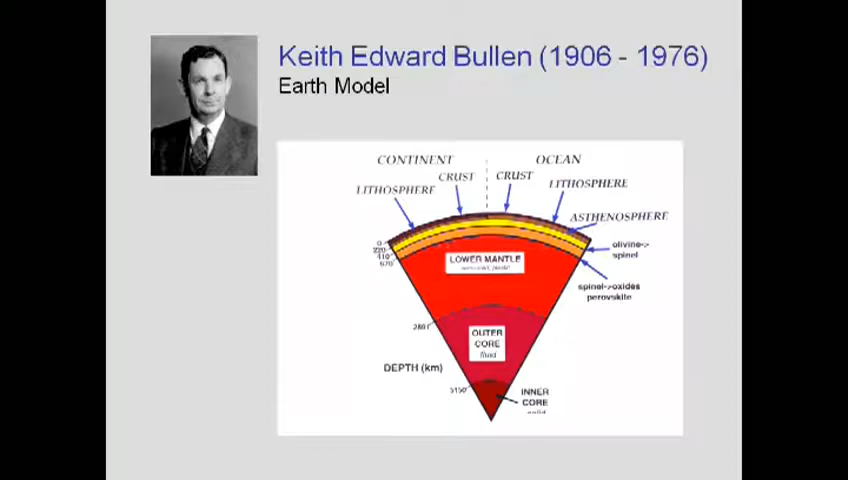 Keith Edward Bullen (1906 - 1976)
Earth Model
CONTINENT
OCEAN
CRUST
CRUST
LITHOSPHERE
LITHOSPHERE
ASTHENOSPHERE
0
220
410
670
olivine->
spinel
LOWER MANTLE
spinel->oxides
perovskite
2891
OUTER
CORE
fluid
DEPTH (km)
5150
INNER
CORE
solid